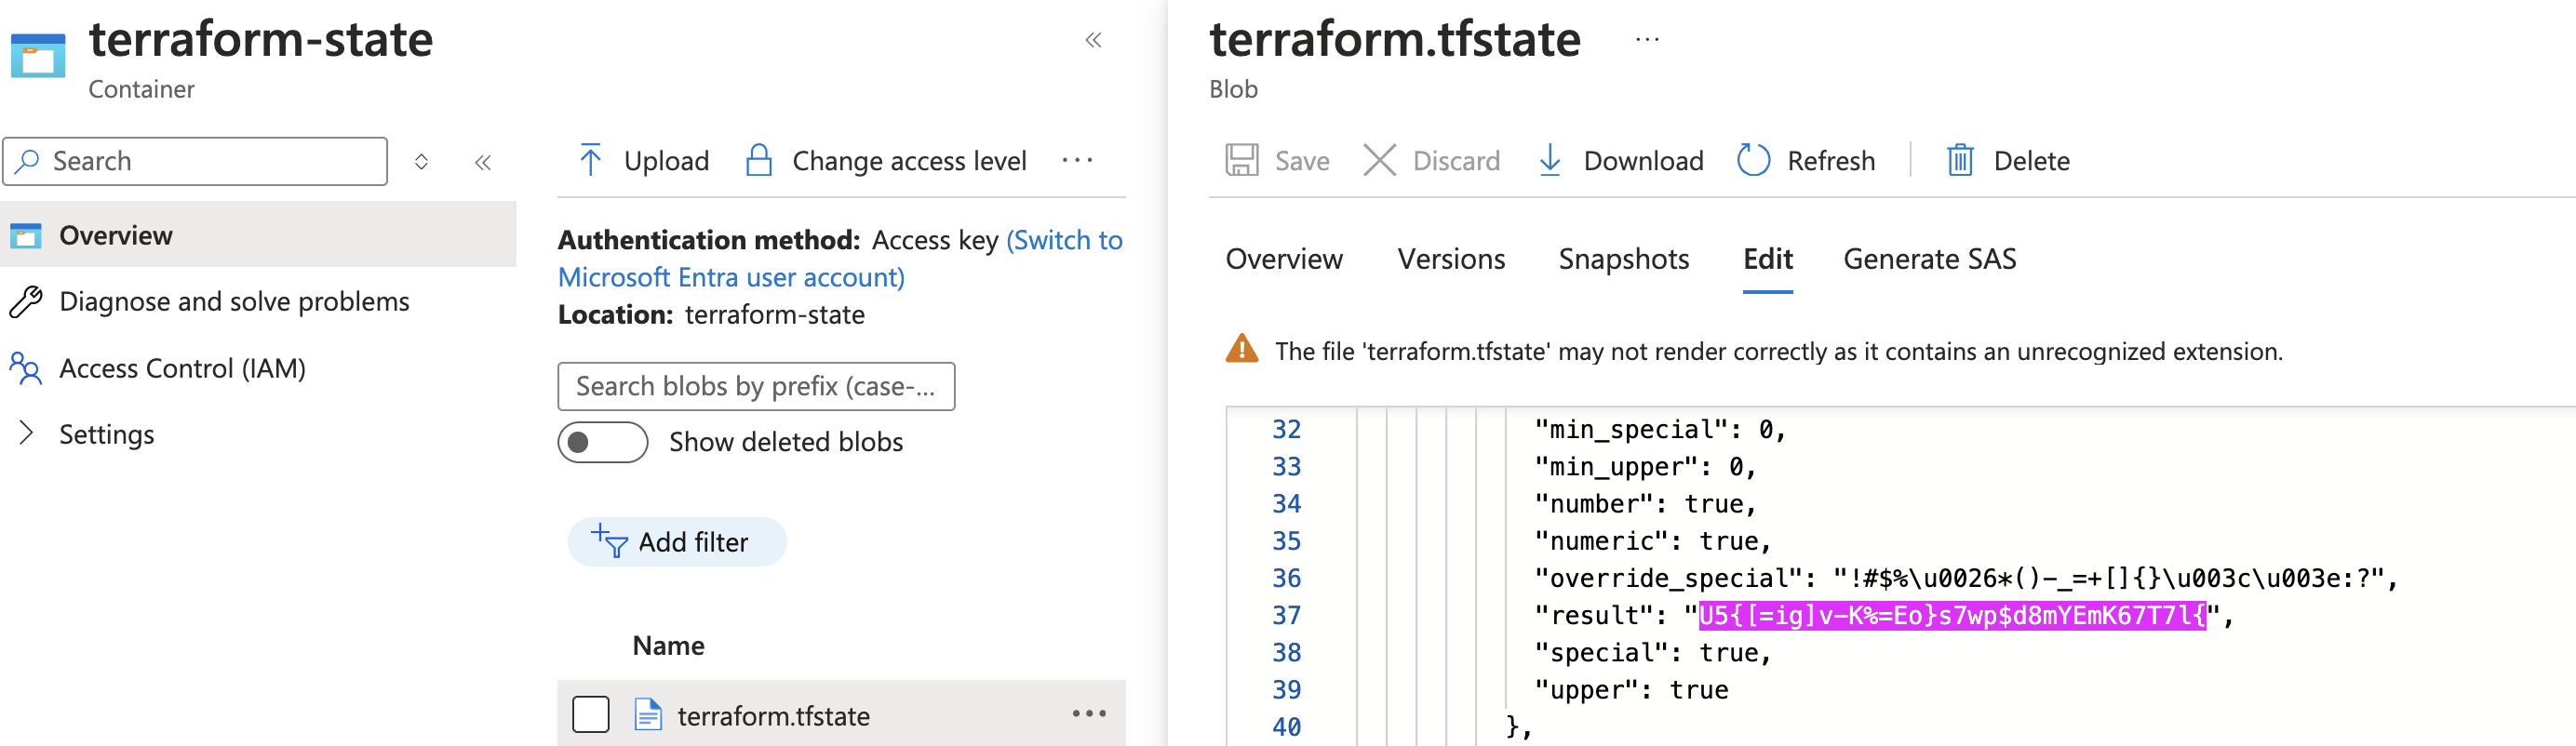 terraform-state
Container
Search
Overview
Diagnose and solve problems
Access Control (IAM)
Settings
Upload
Change access level
Authentication method: Access key (Switch to
Microsoft Entra user account)
Location: terraform-state
Search blobs by prefix (case-...
Show deleted blobs
Add filter
Name
terraform.tfstate
terraform.tfstate
Blob
Save
Discard
Download
Refresh
Delete
Overview
Versions
Snapshots
Edit
Generate SAS
The file 'terraform.tfstate' may not render correctly as it contains an unrecognized extension.
32 "min_special": 0,
33 "min_upper": 0,
34 "number": true,
35 "numeric": true,
36 "override_special": "!#$%\u0026*()-_=+[]{}\u003c\u003e:?",
37 "result": "U5{[=ig]v-K%=Eo}s7wp$d8mYEmK67T7l{",
38 "special": true,
39 "upper": true
40 },